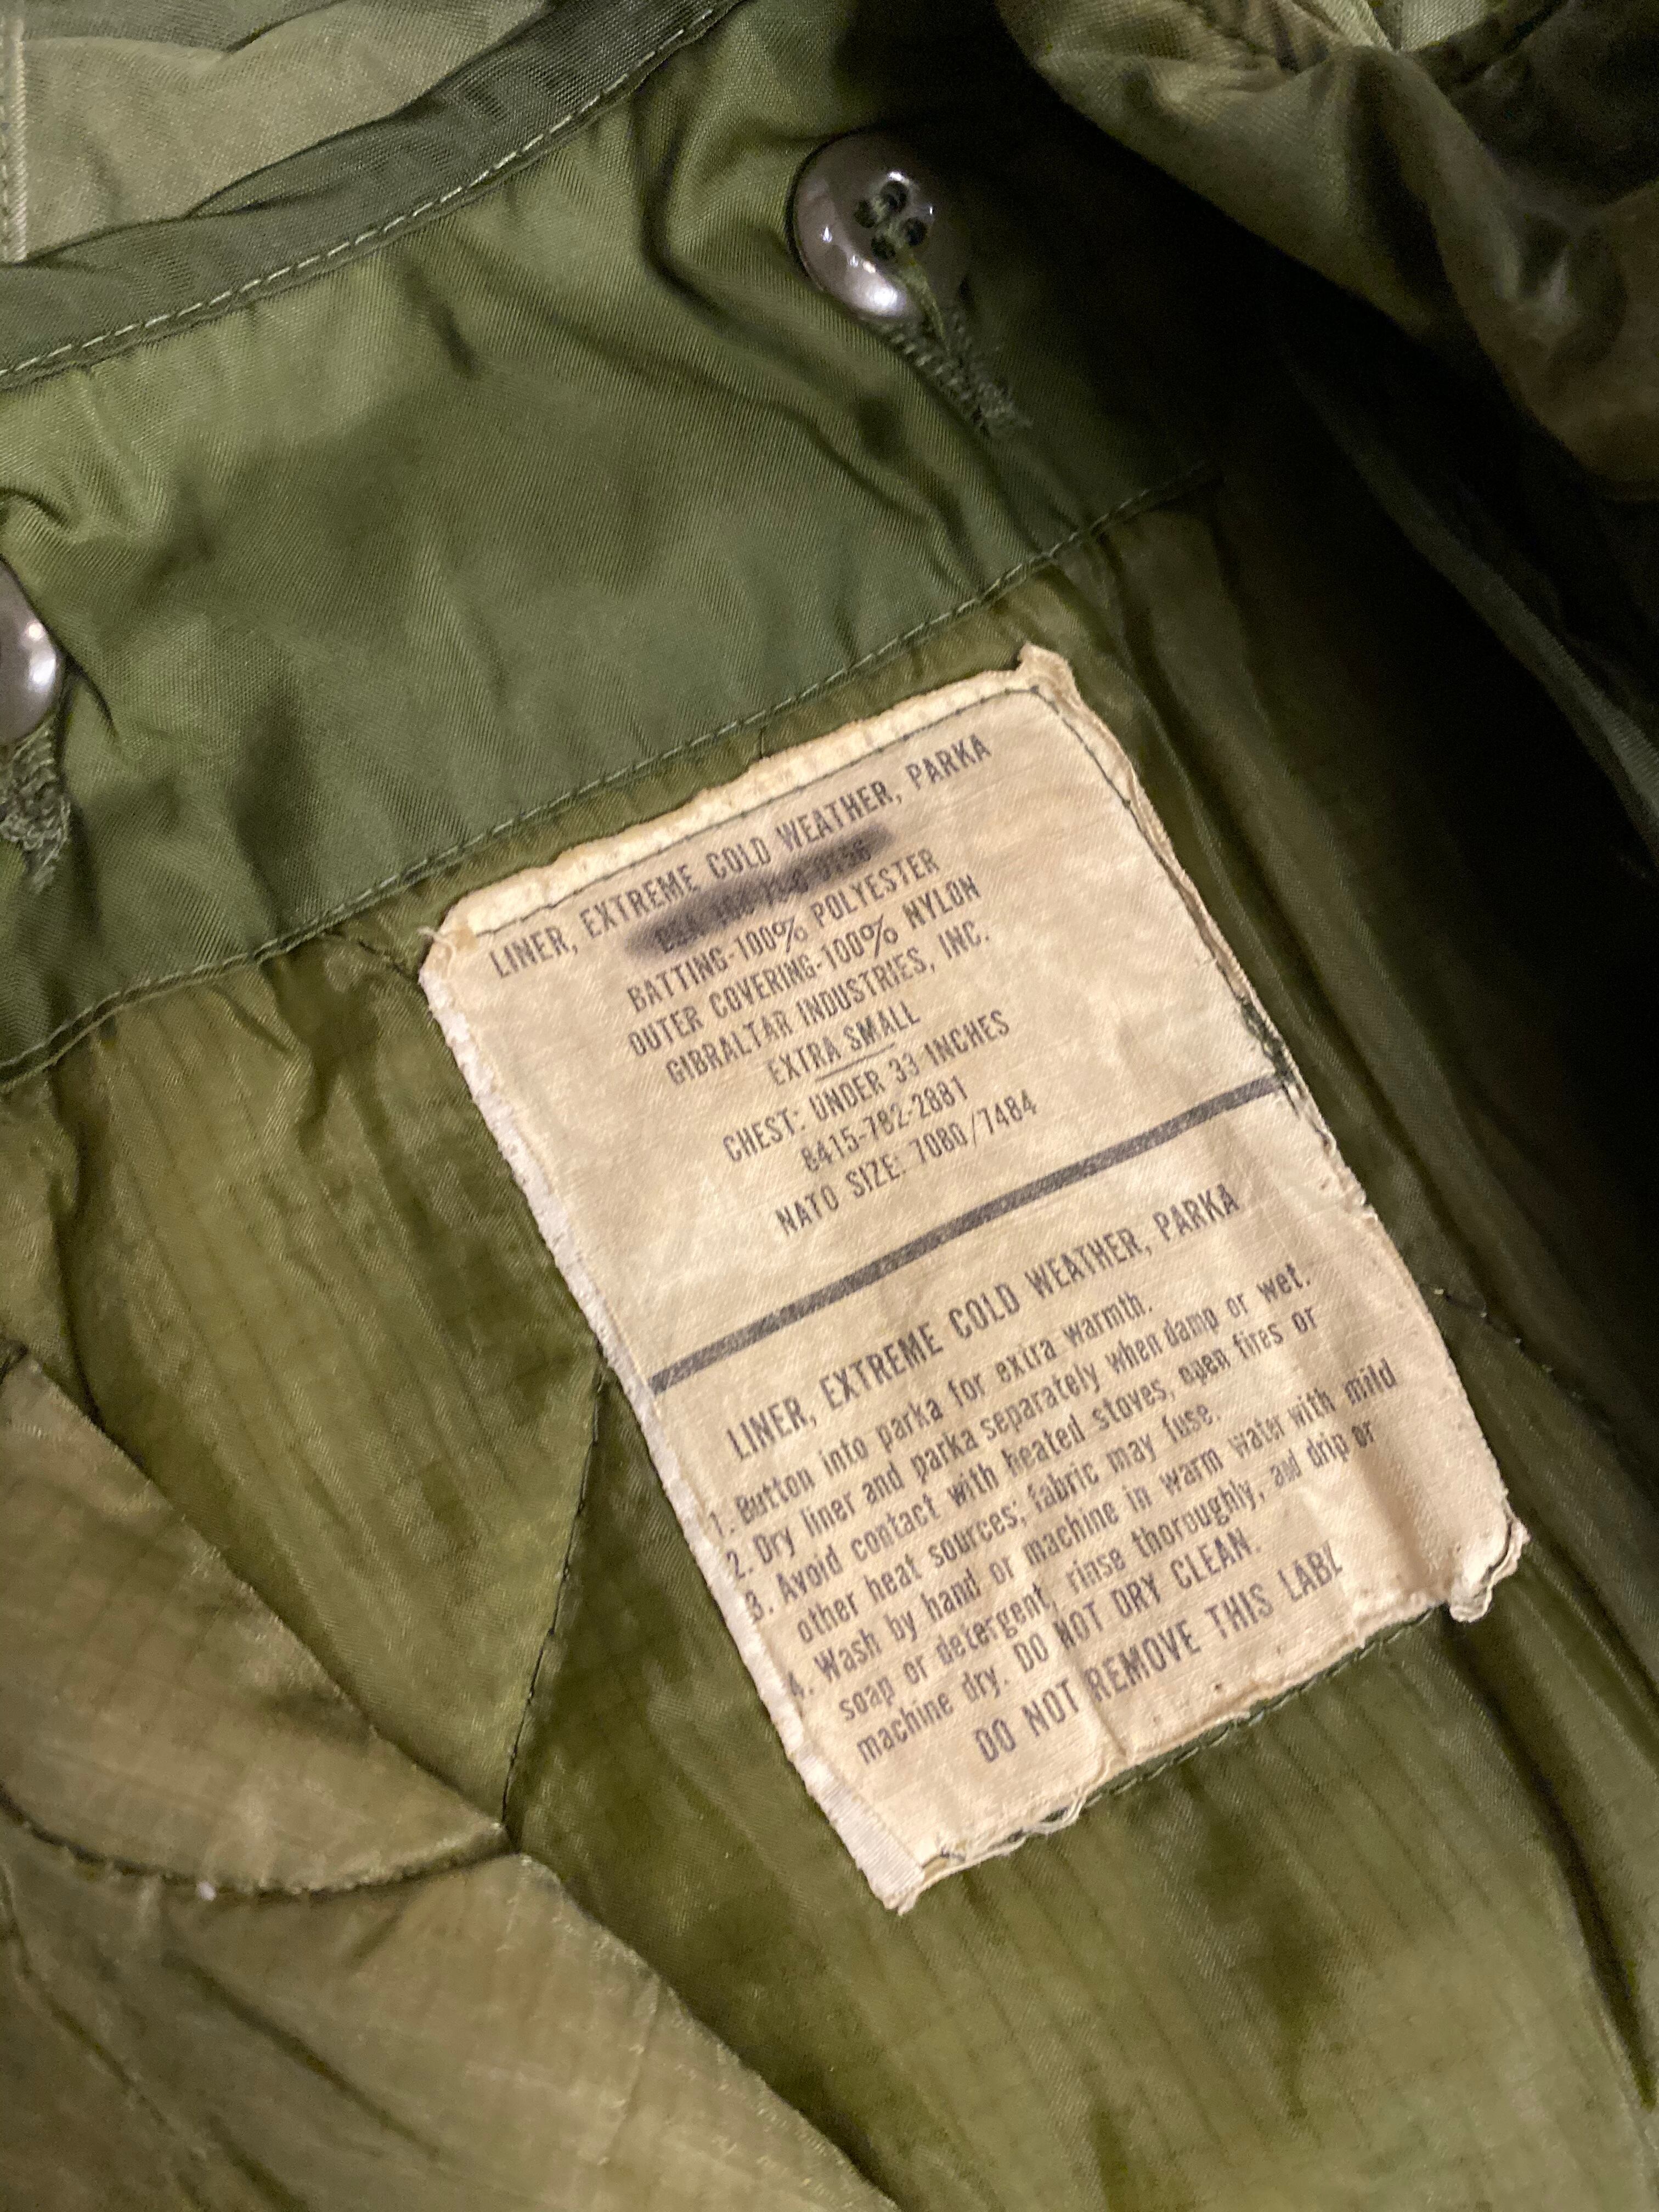 LINER, EXTREME COLD WEATHER, PARKA
BATTING-100% POLYESTER
OUTER COVERING-100% NYLON
GIBRALTAR INDUSTRIES, INC.
EXTRA SMALL
CHEST: UNDER 33 INCHES
8415-782-2881
NATO SIZE: 7080/7484
LINER, EXTREME COLD WEATHER, PARKA
1. Button into parka for extra warmth.
2. Dry liner and parka separately when damp or wet.
3. Avoid contact with heated stoves, open fires or
other heat sources; fabric may fuse.
4. Wash by hand or machine in warm water with mild
soap or detergent, rinse thoroughly, and drip or
machine dry. DO NOT DRY CLEAN.
DO NOT REMOVE THIS LABE